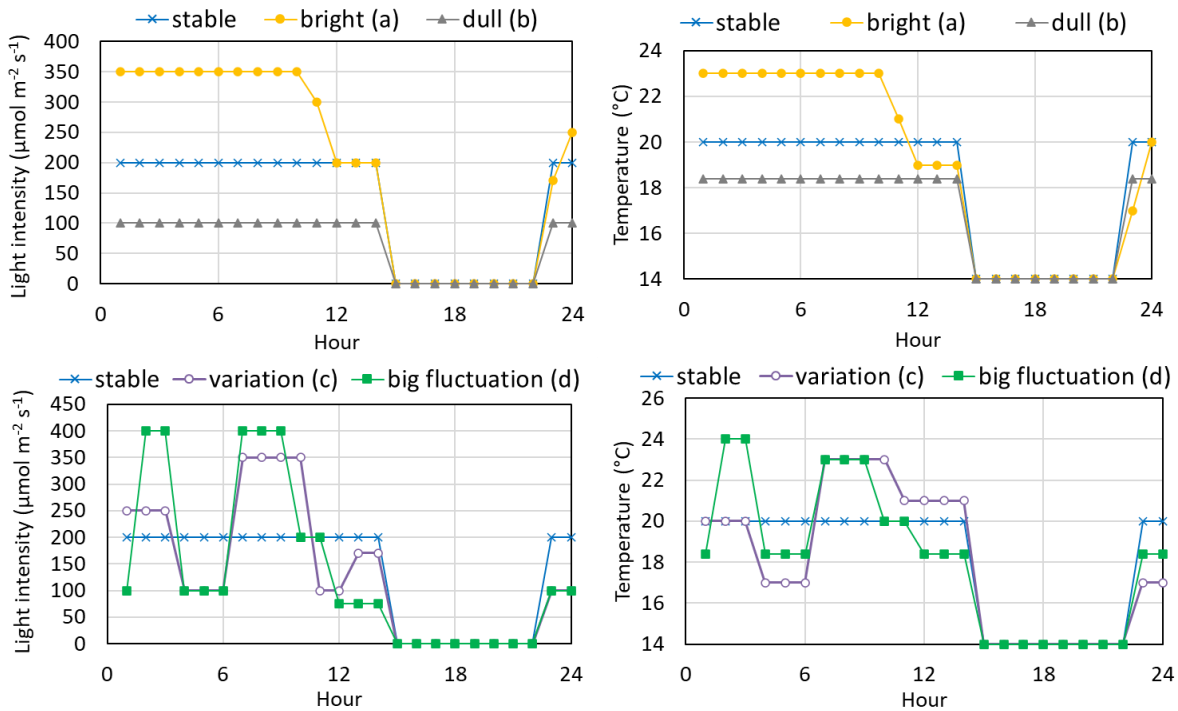 stable bright (a) dull (b)
400
350
300
250
200
150
100
50
0
0 6 12 18 24
Hour
Light intensity (µmol m⁻² s⁻¹)
stable bright (a) dull (b)
24
22
20
18
16
14
0 6 12 18 24
Hour
Temperature (°C)
stable variation (c) big fluctuation (d)
450
400
350
300
250
200
150
100
50
0
0 6 12 18 24
Hour
Light intensity (µmol m⁻² s⁻¹)
stable variation (c) big fluctuation (d)
26
24
22
20
18
16
14
0 6 12 18 24
Hour
Temperature (°C)